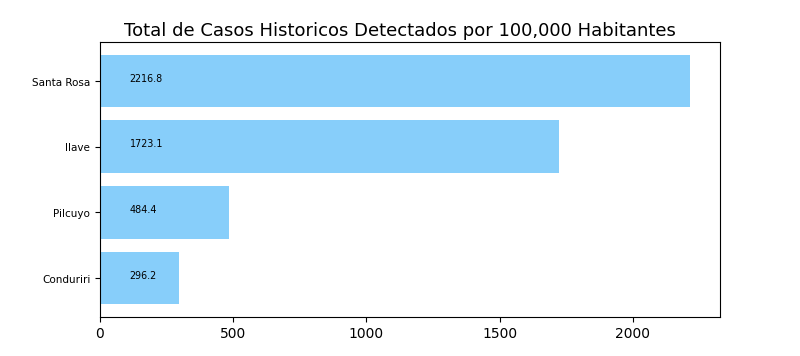 Total de Casos Historicos Detectados por 100,000 Habitantes
Santa Rosa 2216.8
Ilave 1723.1
Pilcuyo 484.4
Conduriri 296.2
0 500 1000 1500 2000